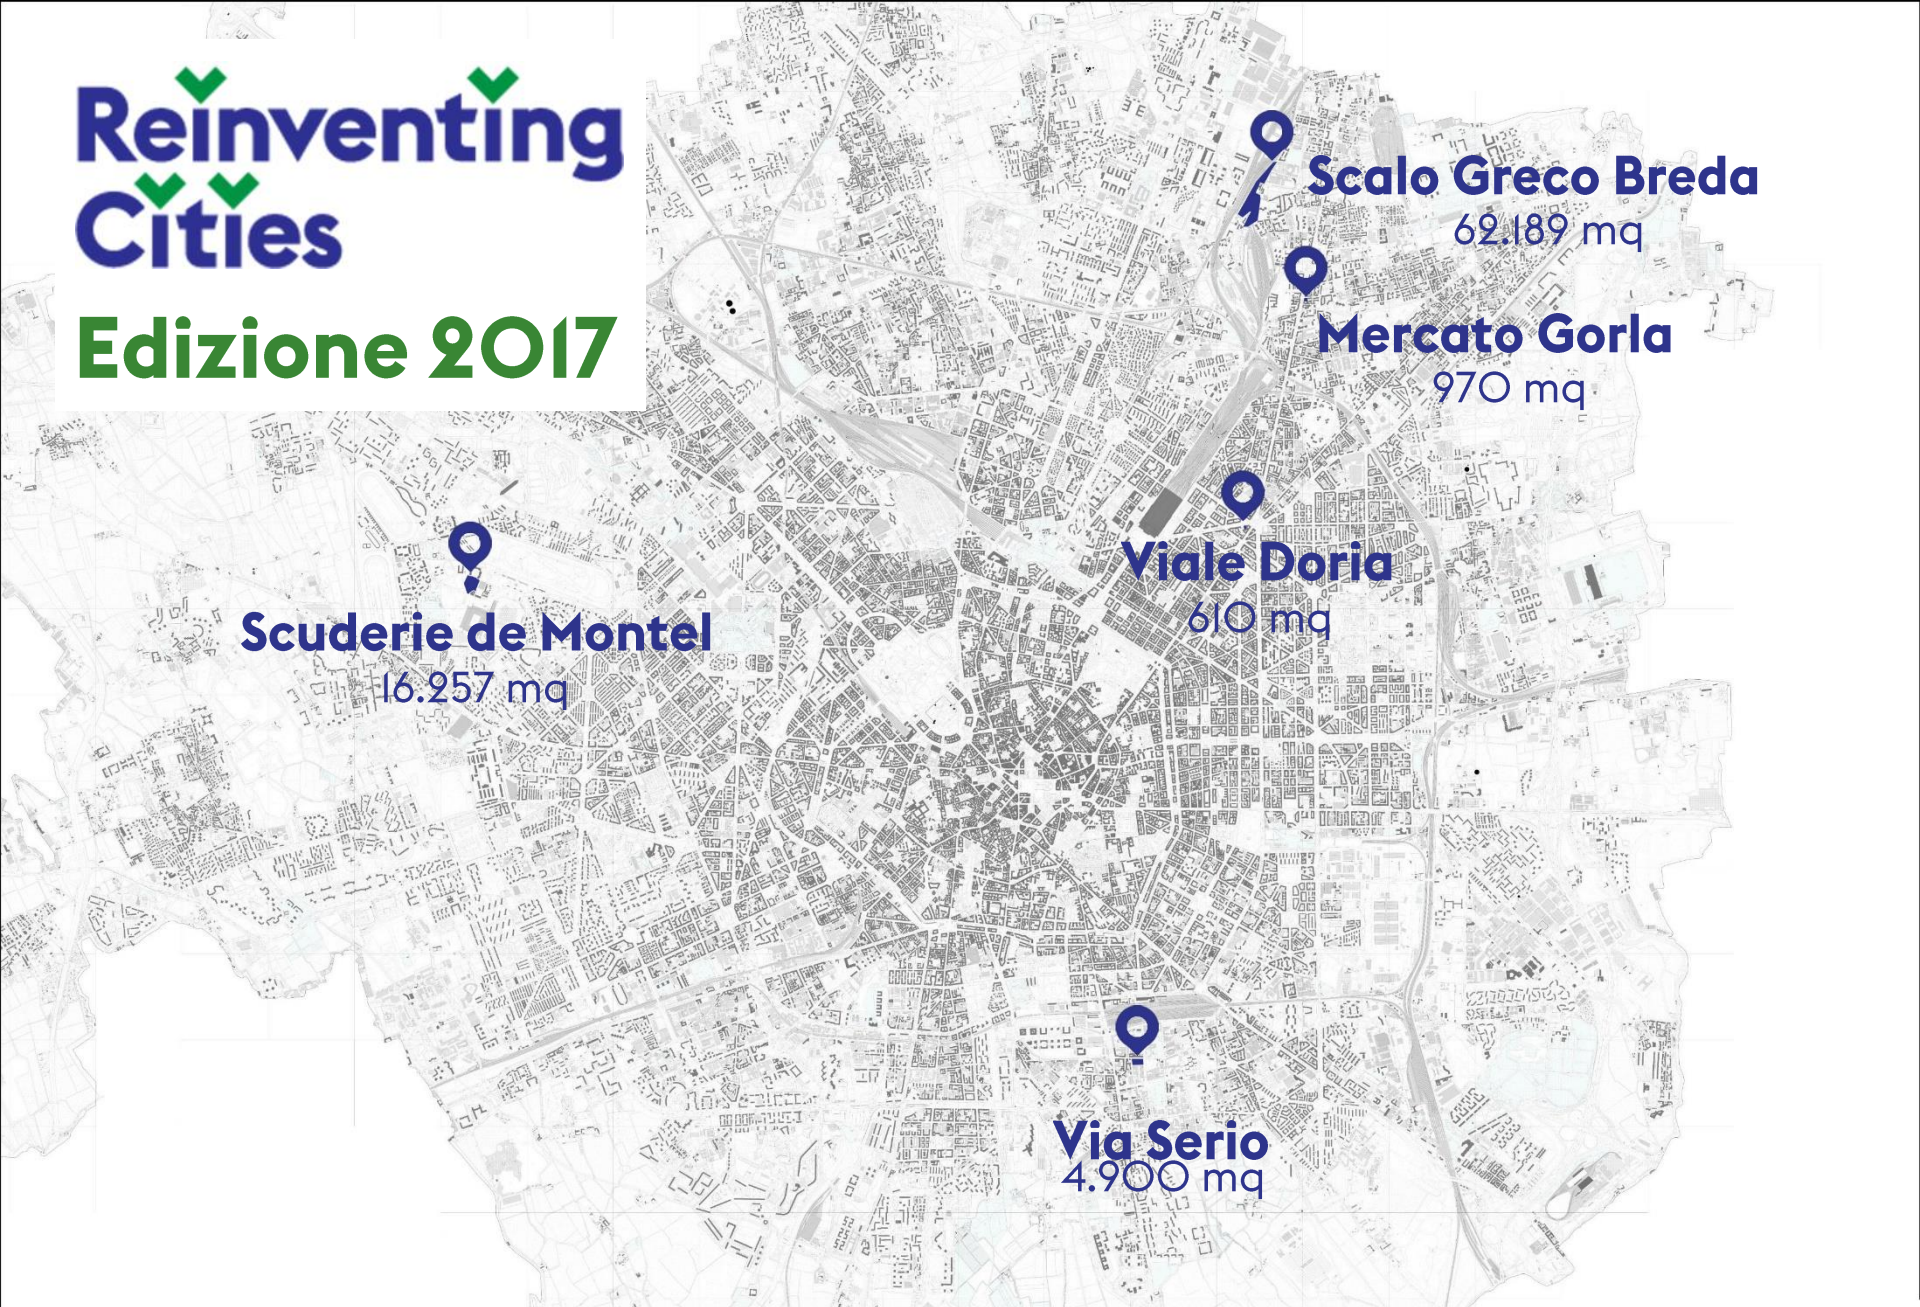 Reinventing
Cities
Edizione 2017
Scalo Greco Breda
62.189 mq
Mercato Gorla
970 mq
Viale Doria
610 mq
Scuderie de Montel
16.257 mq
Via Serio
4.900 mq